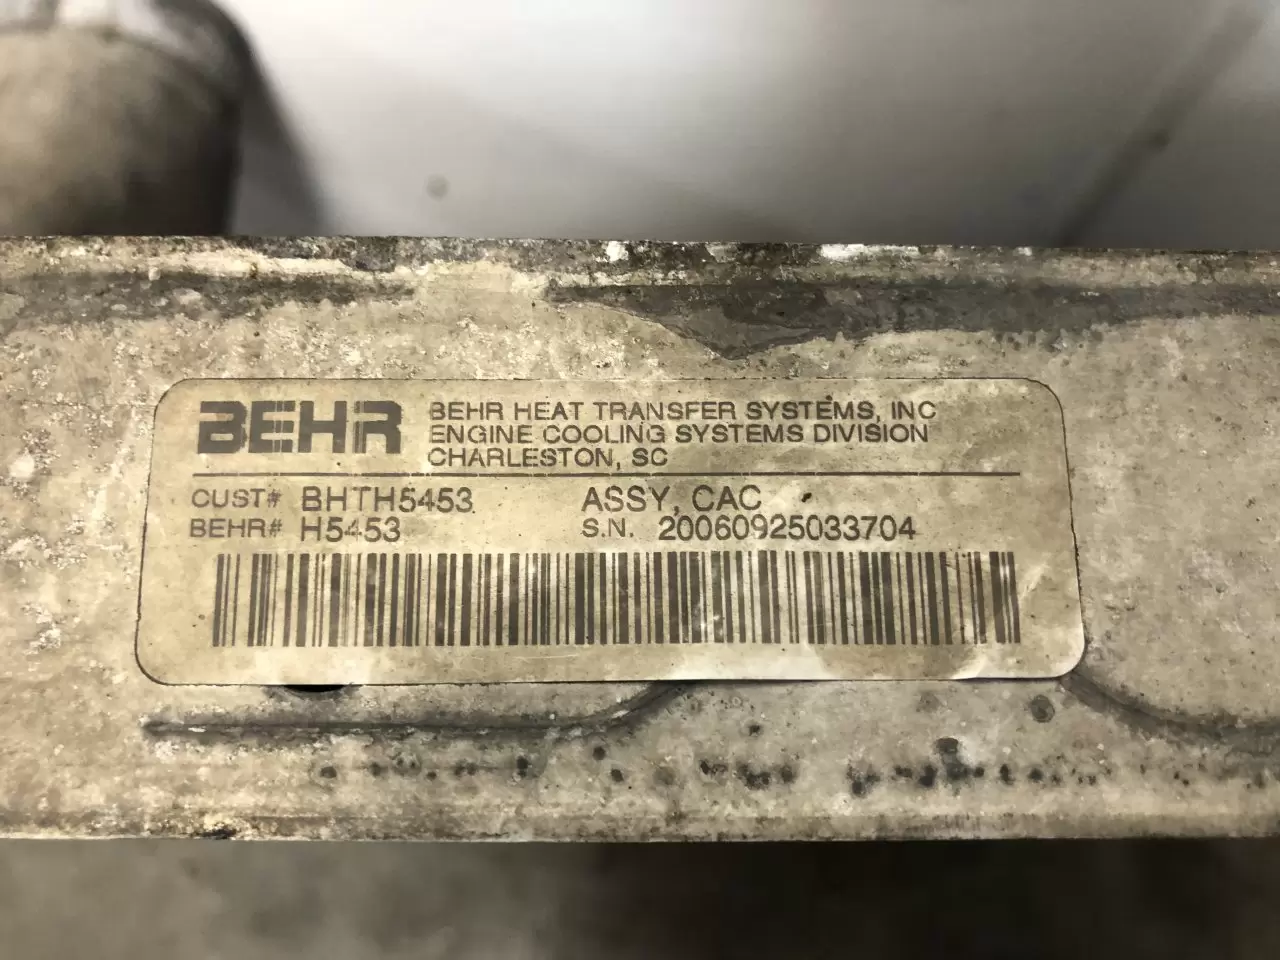 BEHR
BEHR HEAT TRANSFER SYSTEMS, INC
ENGINE COOLING SYSTEMS DIVISION
CHARLESTON, SC
CUST# BHTH5453 ASSY, CAC
BEHR# H5453 S.N. 20060925033704